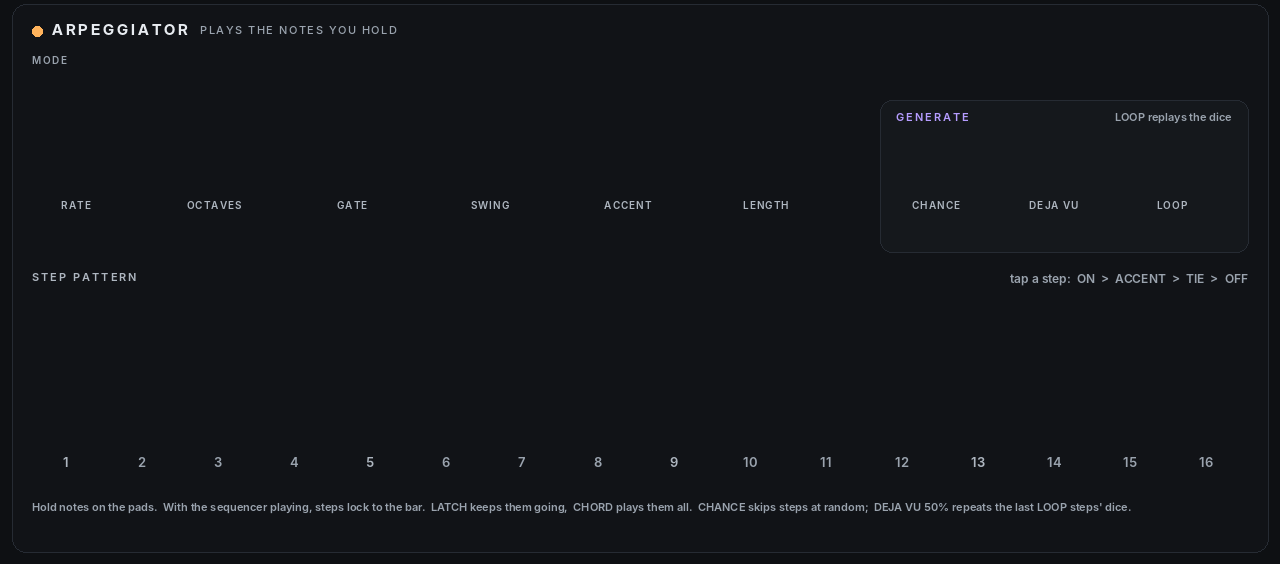 ARPEGGIATOR PLAYS THE NOTES YOU HOLD
MODE
GENERATE LOOP replays the dice
RATE OCTAVES GATE SWING ACCENT LENGTH CHANCE DEJA VU LOOP
STEP PATTERN tap a step: ON > ACCENT > TIE > OFF
1 2 3 4 5 6 7 8 9 10 11 12 13 14 15 16
Hold notes on the pads. With the sequencer playing, steps lock to the bar. LATCH keeps them going, CHORD plays them all. CHANCE skips steps at random; DEJA VU 50% repeats the last LOOP steps' dice.